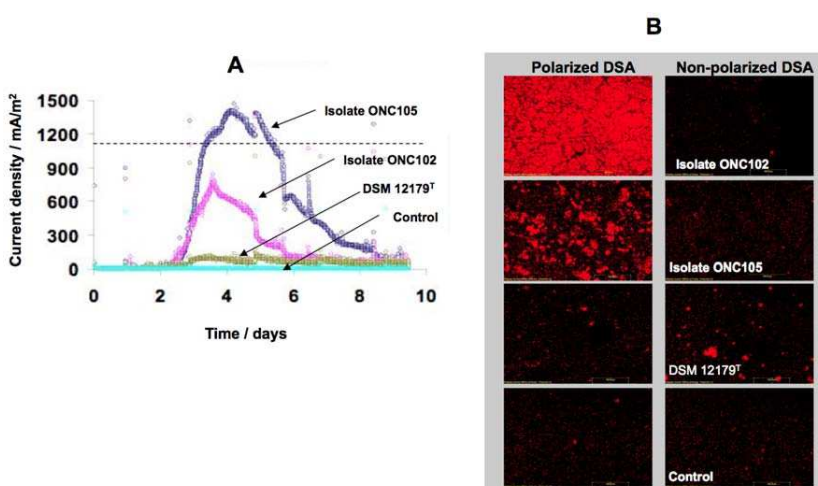 A
1500
1200
900
600
300
0
Current density / mA/m²
0 2 4 6 8 10
Time / days
Isolate ONC105
Isolate ONC102
DSM 12179ᵀ
Control
B
Polarized DSA Non-polarized DSA
Isolate ONC102
Isolate ONC105
DSM 12179ᵀ
Control